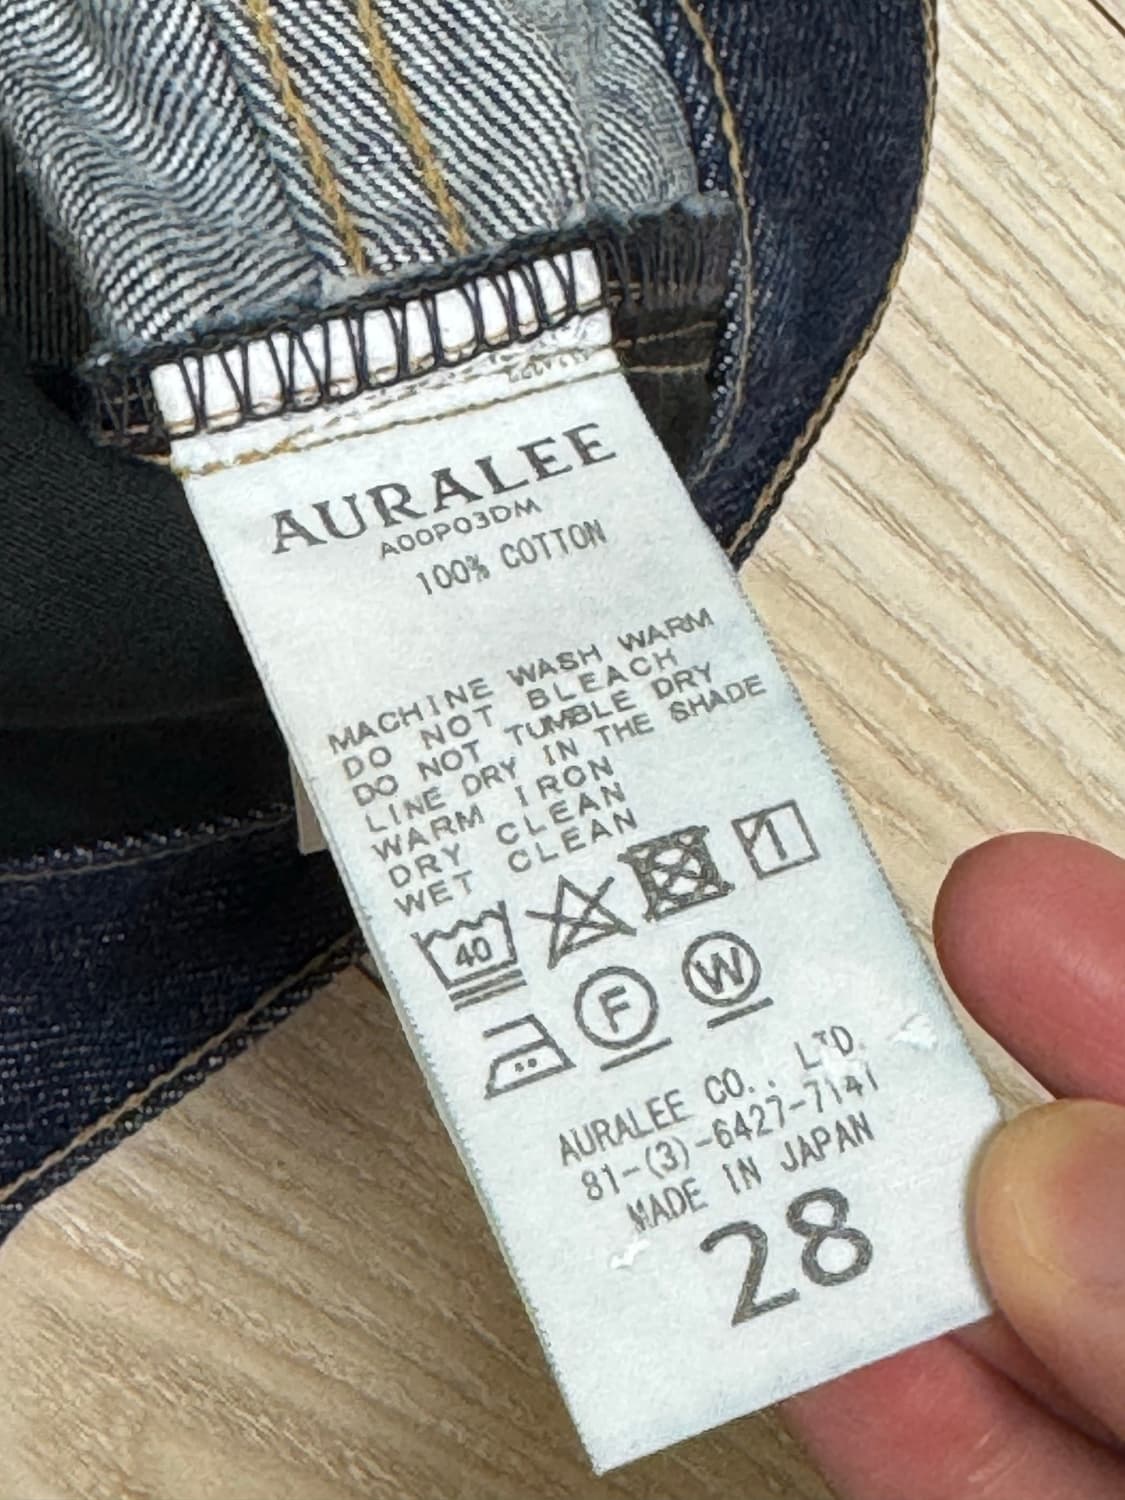 AURALEE
A00P03DM
100% COTTON
MACHINE WASH WARM
DO NOT BLEACH
DO NOT TUMBLE DRY
LINE DRY IN THE SHADE
WARM IRON
DRY CLEAN
WET CLEAN
40
F W
AURALEE CO., LTD.
81-(3)-6427-7141
MADE IN JAPAN
28